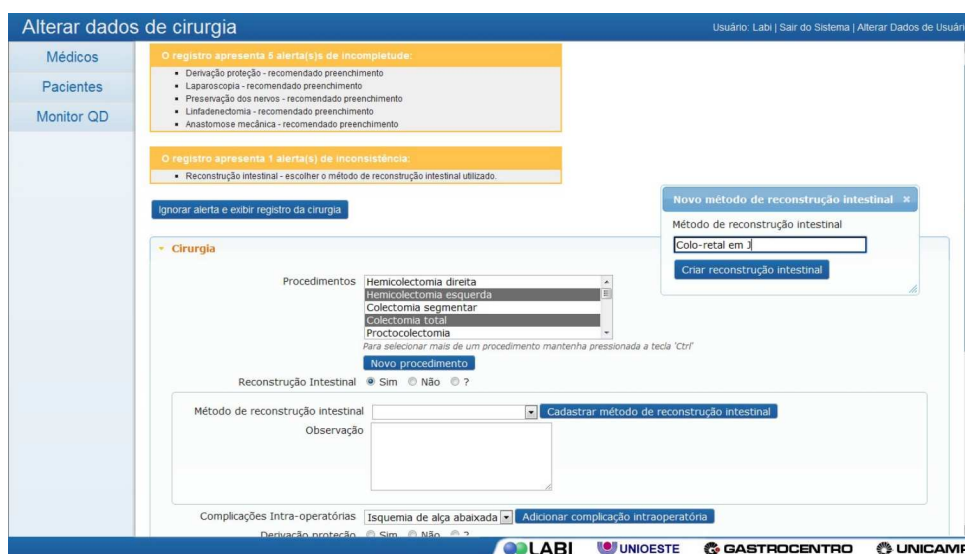 Alterar dados de cirurgia
Usuário: Labi | Sair do Sistema | Alterar Dados de Usuári
Médicos
Pacientes
Monitor QD
O registro apresenta 5 alerta(s)s de incompletude:
Derivação proteção - recomendado preenchimento
Laparoscopia - recomendado preenchimento
Preservação dos nervos - recomendado preenchimento
Linfadenectomia - recomendado preenchimento
Anastomose mecânica - recomendado preenchimento
O registro apresenta 1 alerta(s) de inconsistência:
Reconstrução intestinal - escolher o método de reconstrução intestinal utilizado.
Ignorar alerta e exibir registro da cirurgia
Novo método de reconstrução intestinal ×
Método de reconstrução intestinal
Colo-retal em J
Criar reconstrução intestinal
Cirurgia
Procedimentos
Hemicolectomia direita
Hemicolectomia esquerda
Colectomia segmentar
Colectomia total
Proctocolectomia
Para selecionar mais de um procedimento mantenha pressionada a tecla 'Ctrl'
Novo procedimento
Reconstrução Intestinal Sim Não ?
Método de reconstrução intestinal Cadastrar método de reconstrução intestinal
Observação
Complicações Intra-operatórias Isquemia de alça abaixada Adicionar complicação intraoperatória
Derivação proteção Sim Não ?
LABI UNIOESTE GASTROCENTRO UNICAMP